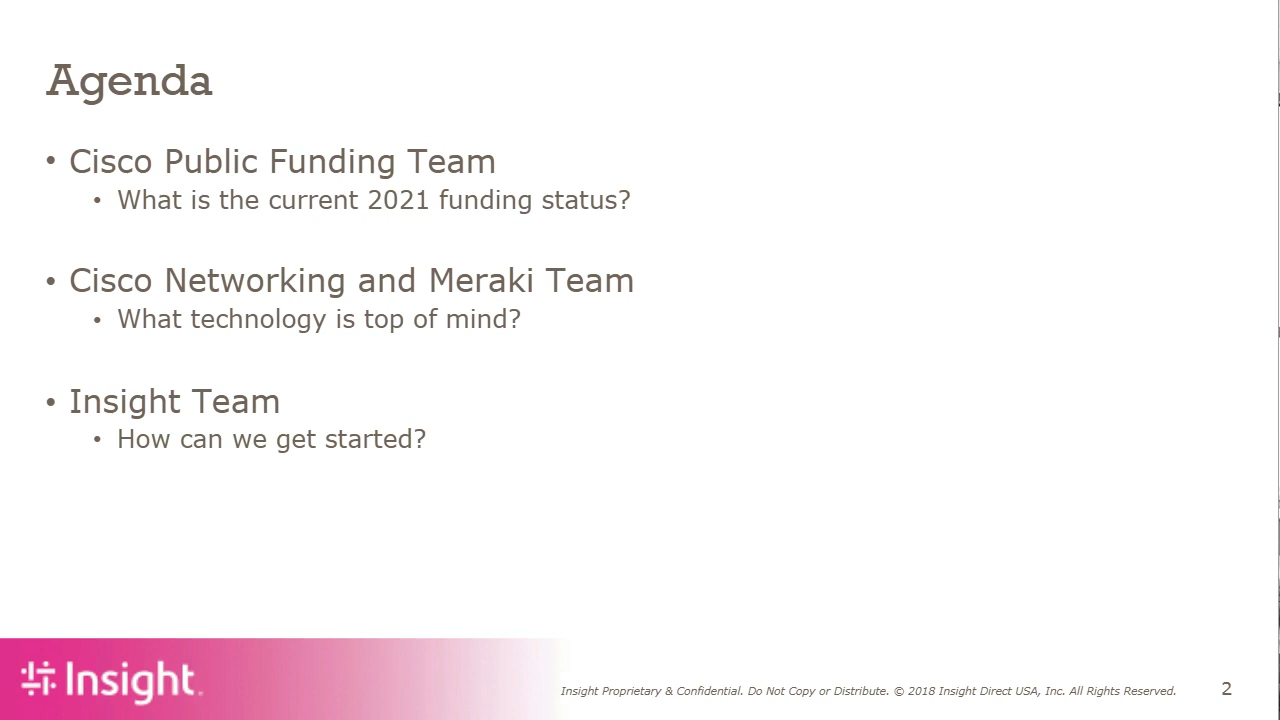 Agenda
• Cisco Public Funding Team
• What is the current 2021 funding status?
• Cisco Networking and Meraki Team
• What technology is top of mind?
• Insight Team
• How can we get started?
Insight.
Insight Proprietary & Confidential. Do Not Copy or Distribute. © 2018 Insight Direct USA, Inc. All Rights Reserved.
2